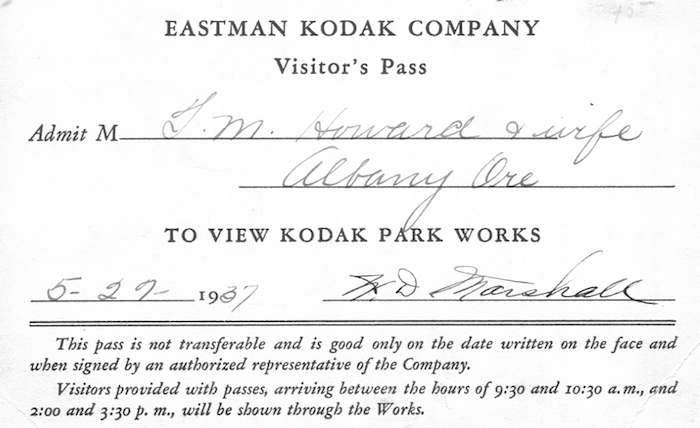 EASTMAN KODAK COMPANY
Visitor's Pass
Admit M T. M. Howard & wife
Albany Ore
TO VIEW KODAK PARK WORKS
5-27- 1937 W. D. Marshall
This pass is not transferable and is good only on the date written on the face and
when signed by an authorized representative of the Company.
Visitors provided with passes, arriving between the hours of 9:30 and 10:30 a.m., and
2:00 and 3:30 p. m., will be shown through the Works.